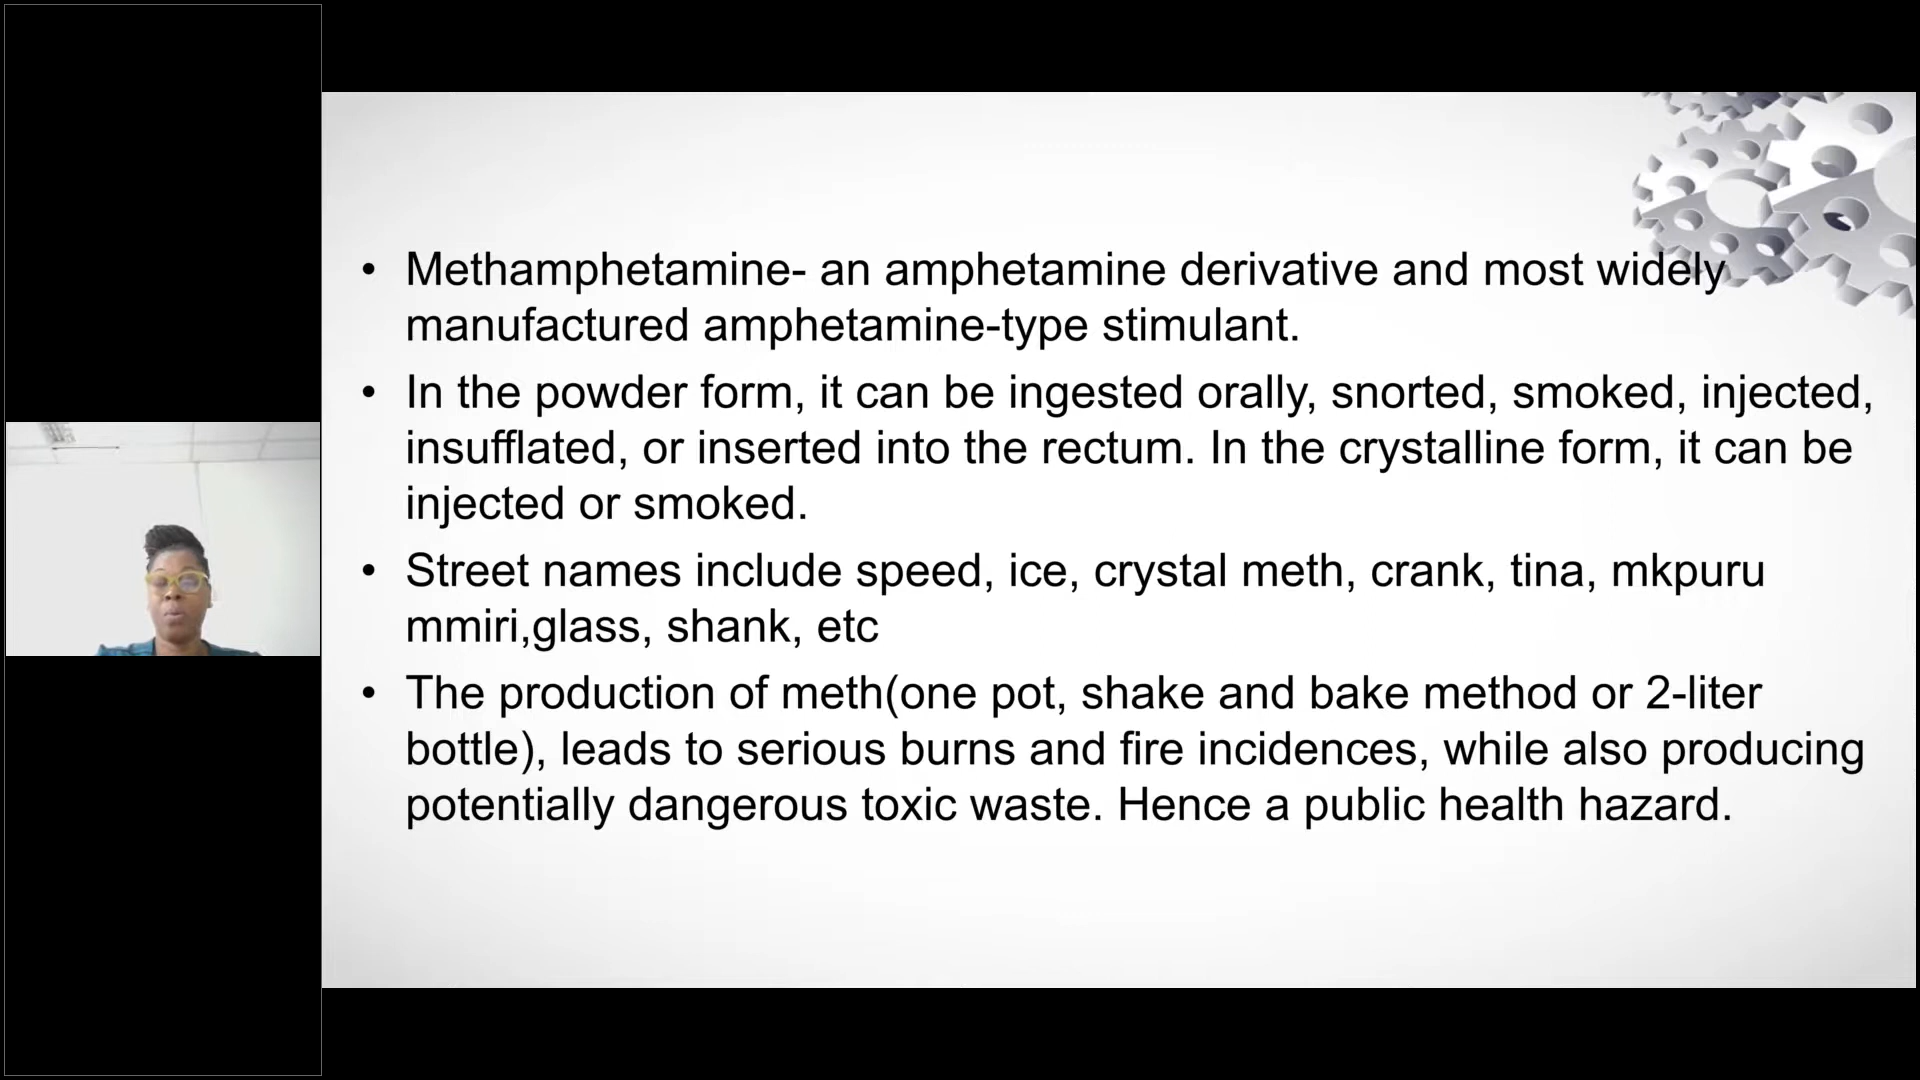 • Methamphetamine- an amphetamine derivative and most widely
manufactured amphetamine-type stimulant.
• In the powder form, it can be ingested orally, snorted, smoked, injected,
insufflated, or inserted into the rectum. In the crystalline form, it can be
injected or smoked.
• Street names include speed, ice, crystal meth, crank, tina, mkpuru
mmiri,glass, shank, etc
• The production of meth(one pot, shake and bake method or 2-liter
bottle), leads to serious burns and fire incidences, while also producing
potentially dangerous toxic waste. Hence a public health hazard.